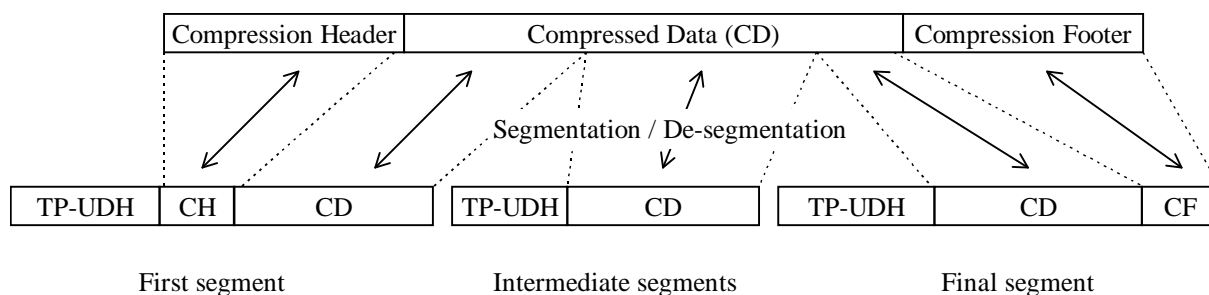 Compression Header Compressed Data (CD) Compression Footer
Segmentation / De-segmentation
TP-UDH CH CD TP-UDH CD TP-UDH CD CF
First segment Intermediate segments Final segment